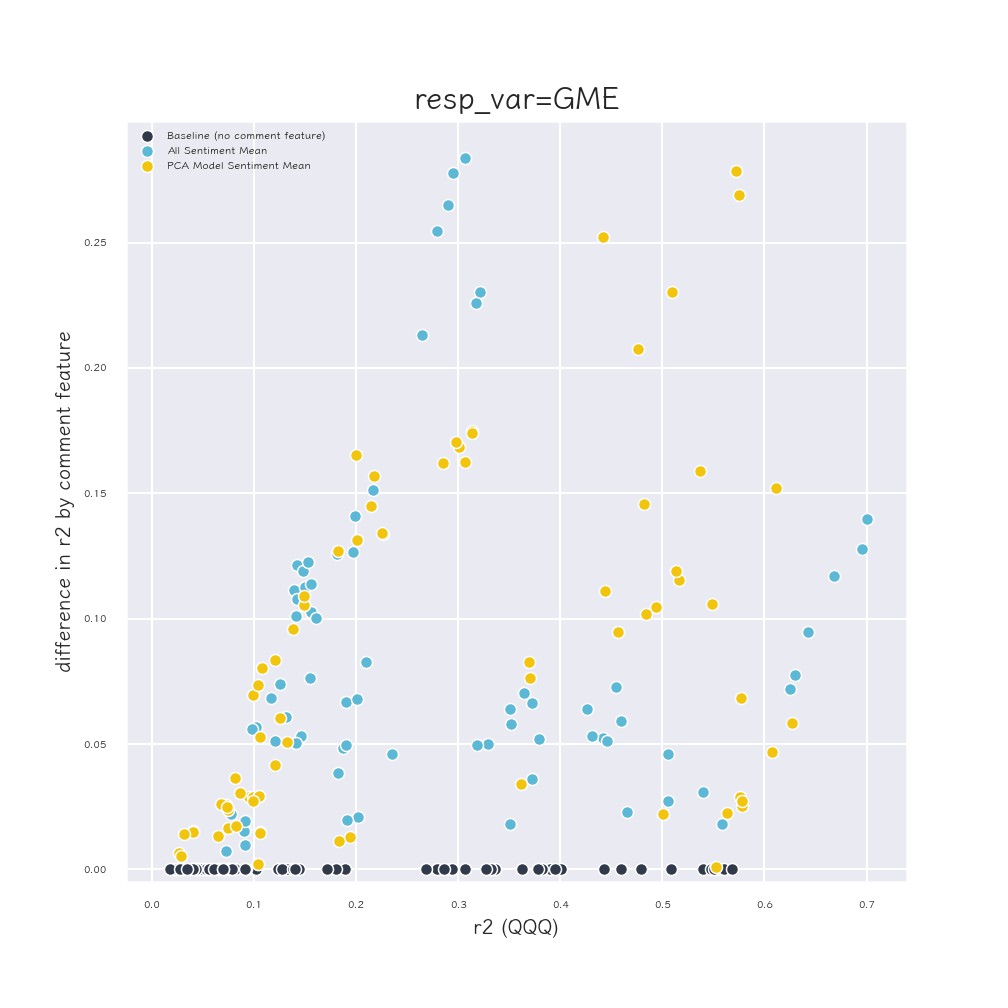 resp_var=GME
Baseline (no comment feature)
All Sentiment Mean
PCA Model Sentiment Mean
difference in r2 by comment feature
0.25
0.20
0.15
0.10
0.05
0.00
0.0 0.1 0.2 0.3 0.4 0.5 0.6 0.7
r2 (QQQ)